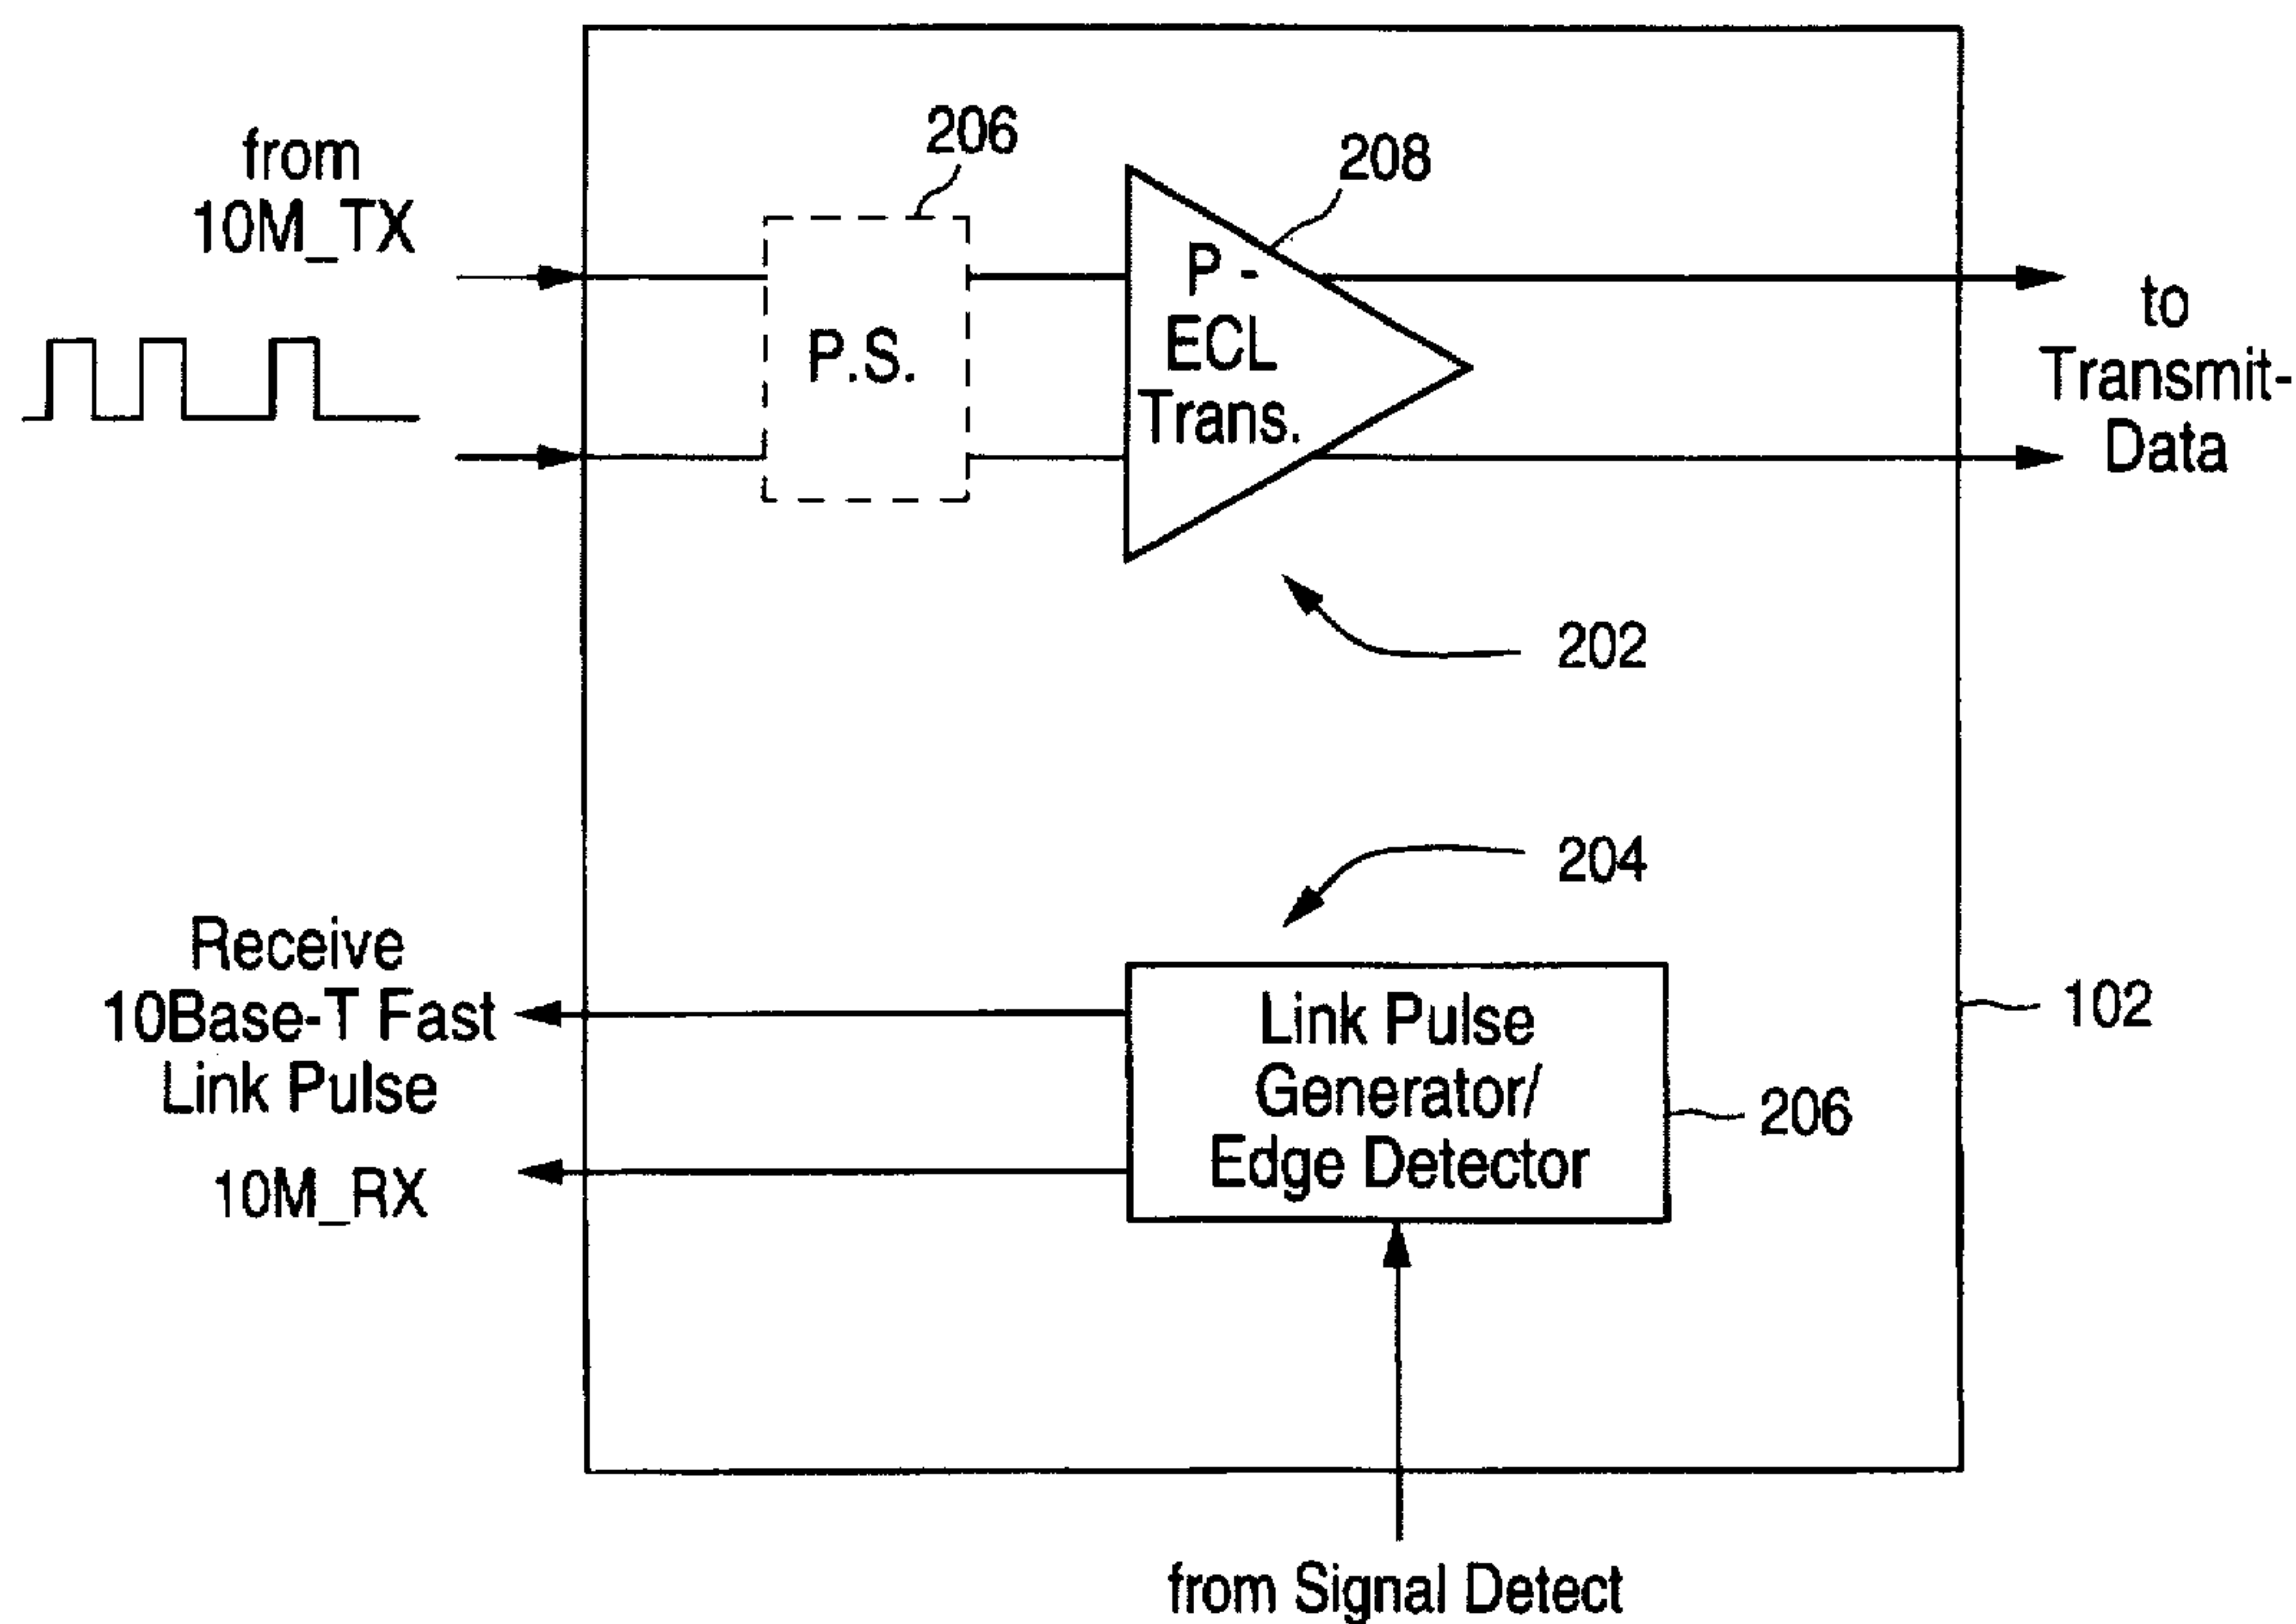 from
10M_TX
206
208
P.S.
P -
ECL
Trans.
to
Transmit-
Data
202
204
Receive
10Base-T Fast
Link Pulse
10M_RX
Link Pulse
Generator/
Edge Detector
206
102
from Signal Detect